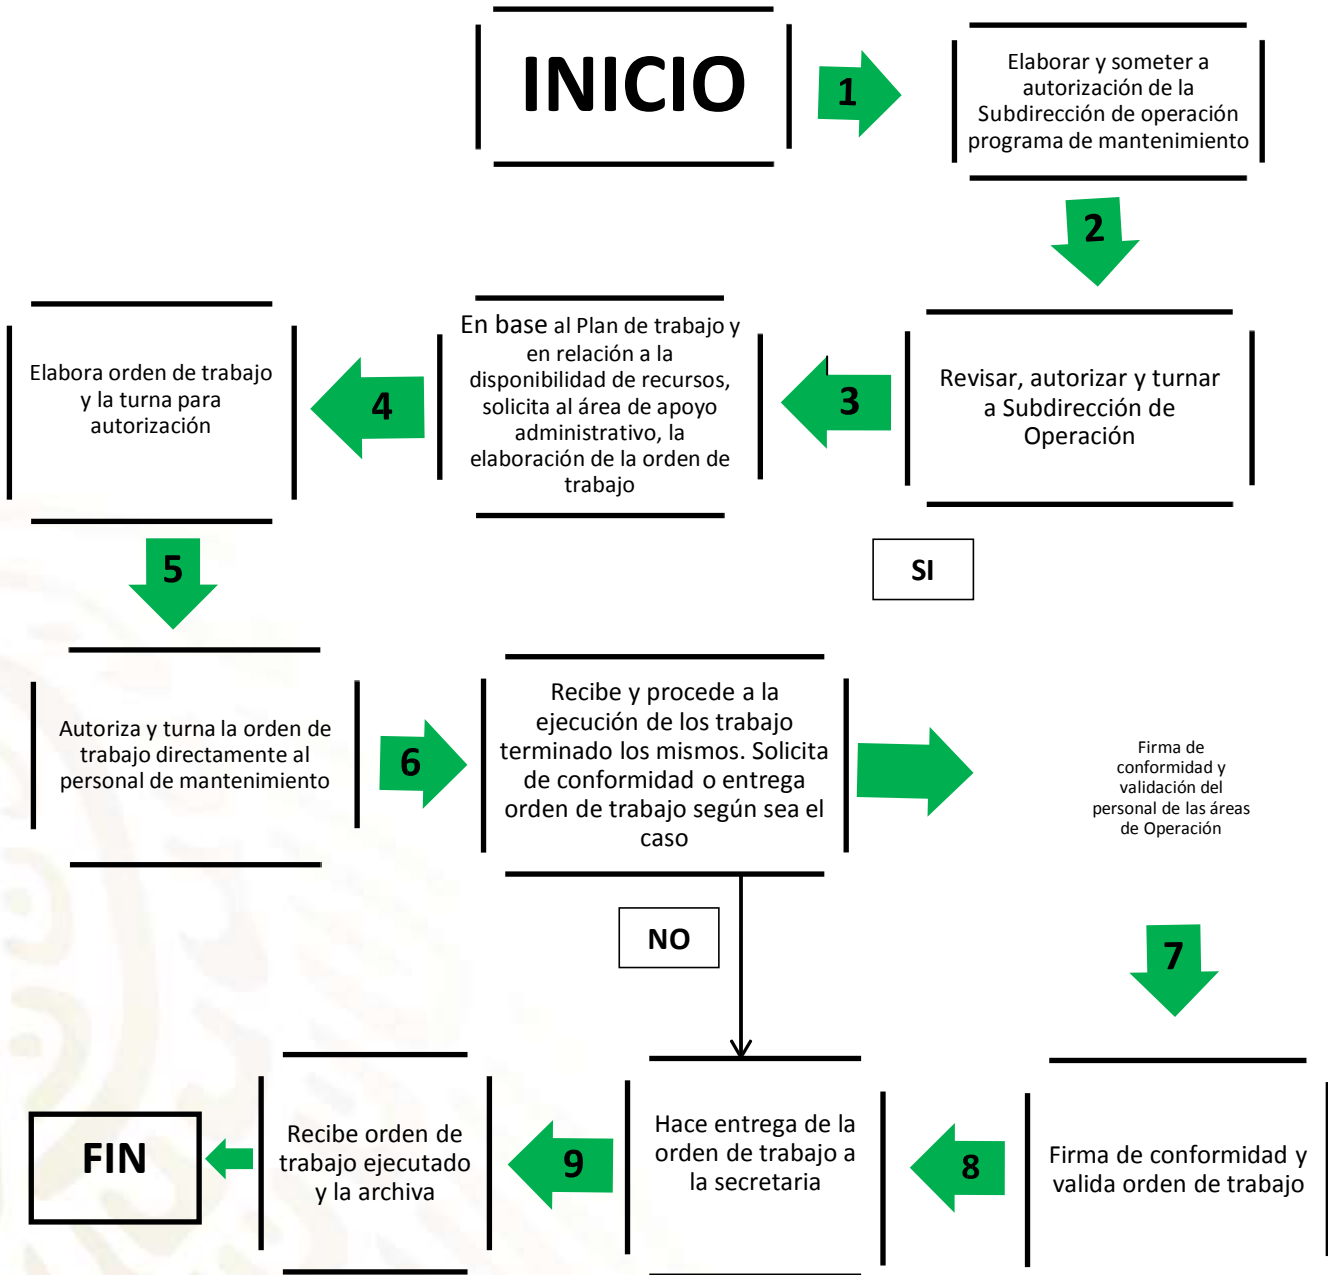 INICIO
1
Elaborar y someter a
autorización de la
Subdirección de operación
programa de mantenimiento
2
Revisar, autorizar y turnar
a Subdirección de
Operación
3
En base al Plan de trabajo y
en relación a la
disponibilidad de recursos,
solicita al área de apoyo
administrativo, la
elaboración de la orden de
trabajo
4
Elabora orden de trabajo
y la turna para
autorización
5
SI
Autoriza y turna la orden de
trabajo directamente al
personal de mantenimiento
6
Recibe y procede a la
ejecución de los trabajo
terminado los mismos. Solicita
de conformidad o entrega
orden de trabajo según sea el
caso
Firma de
conformidad y
validación del
personal de las áreas
de Operación
NO
7
Firma de conformidad y
valida orden de trabajo
8
Hace entrega de la
orden de trabajo a
la secretaria
9
Recibe orden de
trabajo ejecutado
y la archiva
FIN